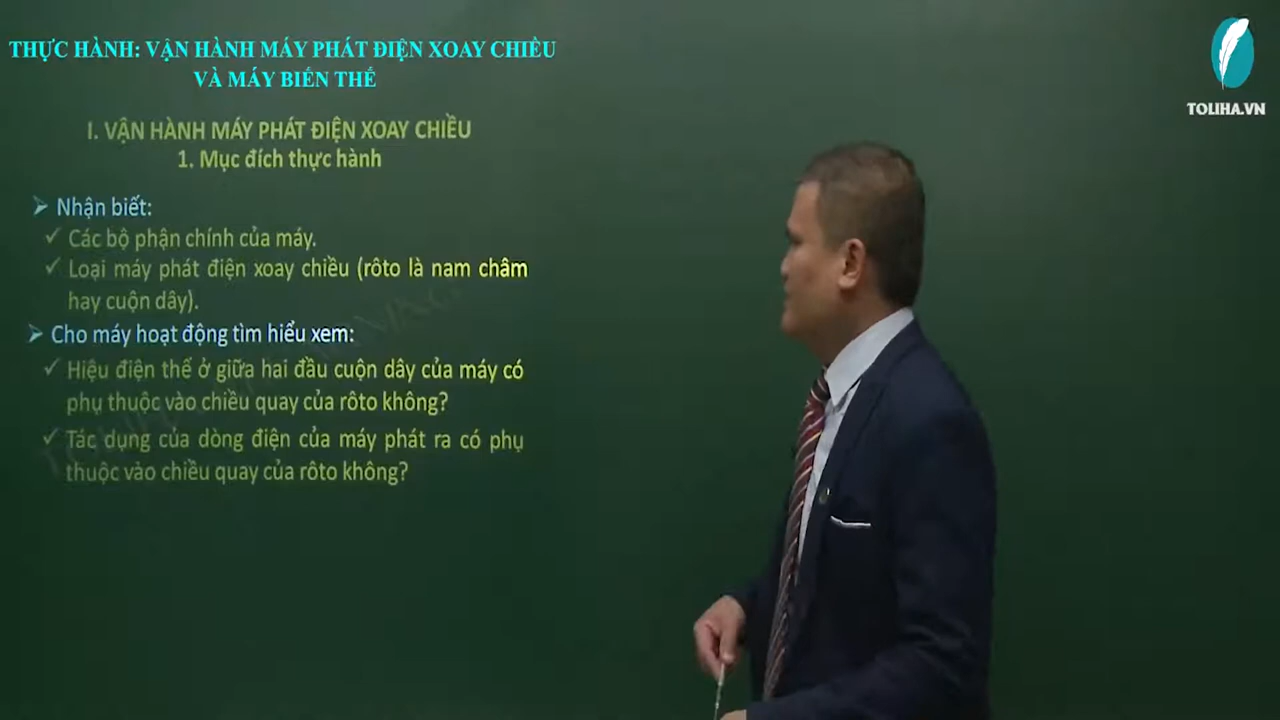 THỰC HÀNH: VẬN HÀNH MÁY PHÁT ĐIỆN XOAY CHIỀU
VÀ MÁY BIẾN THẾ
TOLIHA.VN
I. VẬN HÀNH MÁY PHÁT ĐIỆN XOAY CHIỀU
1. Mục đích thực hành
Nhận biết:
Các bộ phận chính của máy.
Loại máy phát điện xoay chiều (rôto là nam châm
hay cuộn dây).
Cho máy hoạt động tìm hiểu xem:
Hiệu điện thế ở giữa hai đầu cuộn dây của máy có
phụ thuộc vào chiều quay của rôto không?
Tác dụng của dòng điện của máy phát ra có phụ
thuộc vào chiều quay của rôto không?